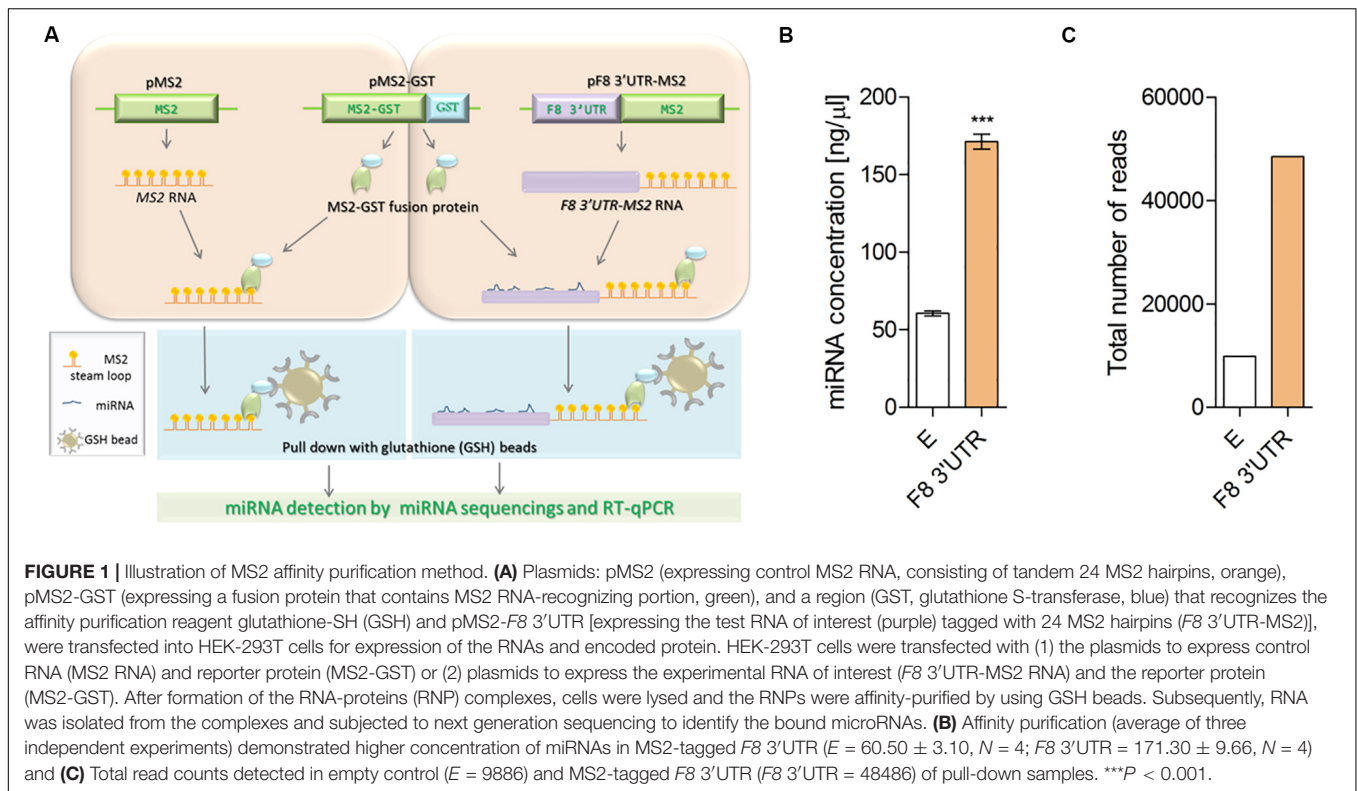 A
pMS2
MS2
MS2 RNA
pMS2-GST
MS2-GST GST
MS2-GST fusion protein
pF8 3'UTR-MS2
F8 3'UTR MS2
F8 3'UTR-MS2 RNA
MS2
steam loop
miRNA
GSH bead
Pull down with glutathione (GSH) beads
miRNA detection by miRNA sequencings and RT-qPCR
B
miRNA concentration [ng/μl]
200
150
100
50
0
***
E
F8 3'UTR
C
Total number of reads
60000
40000
20000
0
E
F8 3'UTR
FIGURE 1 | Illustration of MS2 affinity purification method. (A) Plasmids: pMS2 (expressing control MS2 RNA, consisting of tandem 24 MS2 hairpins, orange),
pMS2-GST (expressing a fusion protein that contains MS2 RNA-recognizing portion, green), and a region (GST, glutathione S-transferase, blue) that recognizes the
affinity purification reagent glutathione-SH (GSH) and pMS2-F8 3'UTR [expressing the test RNA of interest (purple) tagged with 24 MS2 hairpins (F8 3'UTR-MS2)],
were transfected into HEK-293T cells for expression of the RNAs and encoded protein. HEK-293T cells were transfected with (1) the plasmids to express control
RNA (MS2 RNA) and reporter protein (MS2-GST) or (2) plasmids to express the experimental RNA of interest (F8 3'UTR-MS2 RNA) and the reporter protein
(MS2-GST). After formation of the RNA-proteins (RNP) complexes, cells were lysed and the RNPs were affinity-purified by using GSH beads. Subsequently, RNA
was isolated from the complexes and subjected to next generation sequencing to identify the bound microRNAs. (B) Affinity purification (average of three
independent experiments) demonstrated higher concentration of miRNAs in MS2-tagged F8 3'UTR (E = 60.50 ± 3.10, N = 4; F8 3'UTR = 171.30 ± 9.66, N = 4)
and (C) Total read counts detected in empty control (E = 9886) and MS2-tagged F8 3'UTR (F8 3'UTR = 48486) of pull-down samples. ***P < 0.001.